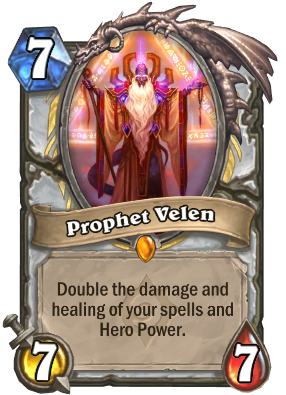 7
Prophet Velen
Double the damage and
healing of your spells and
Hero Power.
7
7